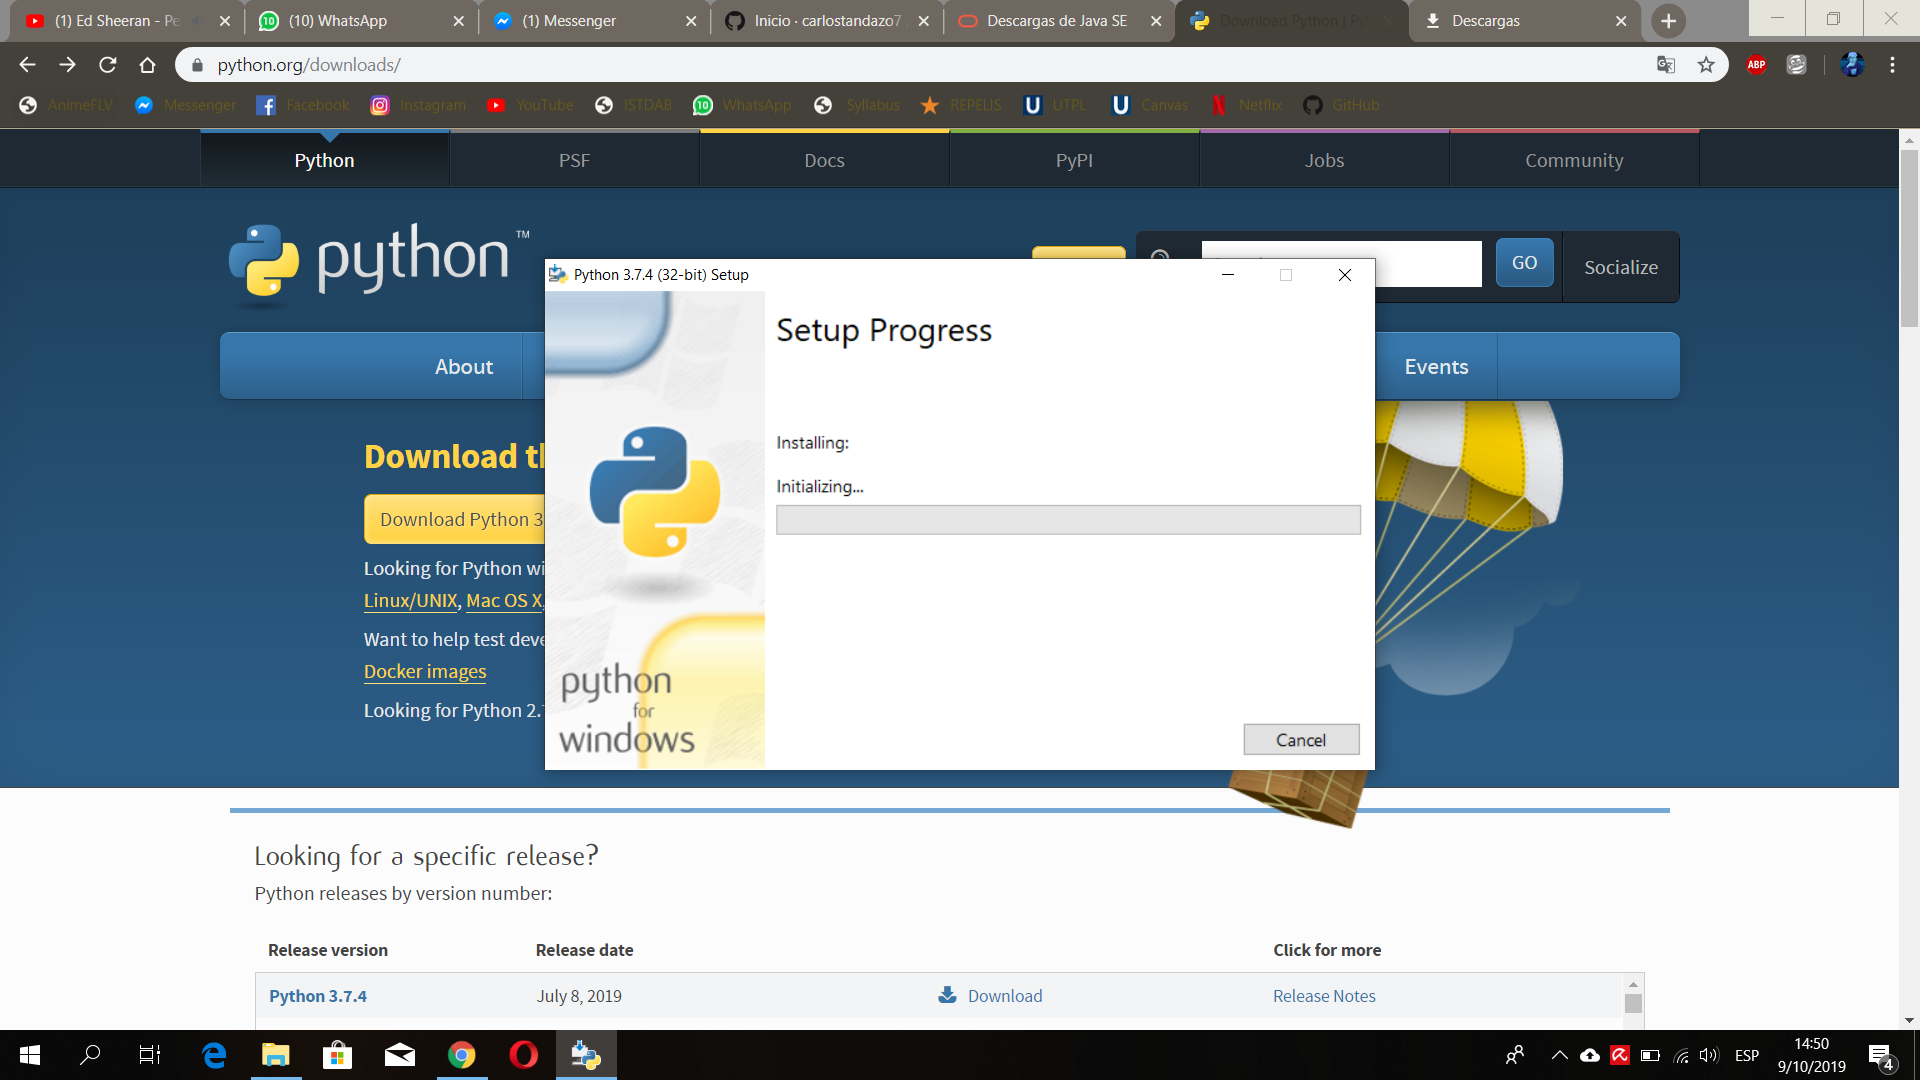 (1) Ed Sheeran - Pe
(10) WhatsApp
(1) Messenger
Inicio · carlostandazo7
Descargas de Java SE
Download Python | Py
Descargas
python.org/downloads/
ABP
AnimeFLV
Messenger
Facebook
Instagram
YouTube
ISTDAB
10
WhatsApp
Syllabus
REPELIS
UTPL
Canvas
Netflix
GitHub
Python
PSF
Docs
PyPI
Jobs
Community
python™
GO
Socialize
Python 3.7.4 (32-bit) Setup
About
Events
Setup Progress
Installing:
Initializing...
Cancel
python
for
windows
Download th
Download Python 3
Looking for Python wi
Linux/UNIX, Mac OS X,
Want to help test deve
Docker images
Looking for Python 2.
Looking for a specific release?
Python releases by version number:
Release version
Release date
Click for more
Python 3.7.4
July 8, 2019
Download
Release Notes
ESP
14:50
9/10/2019
4